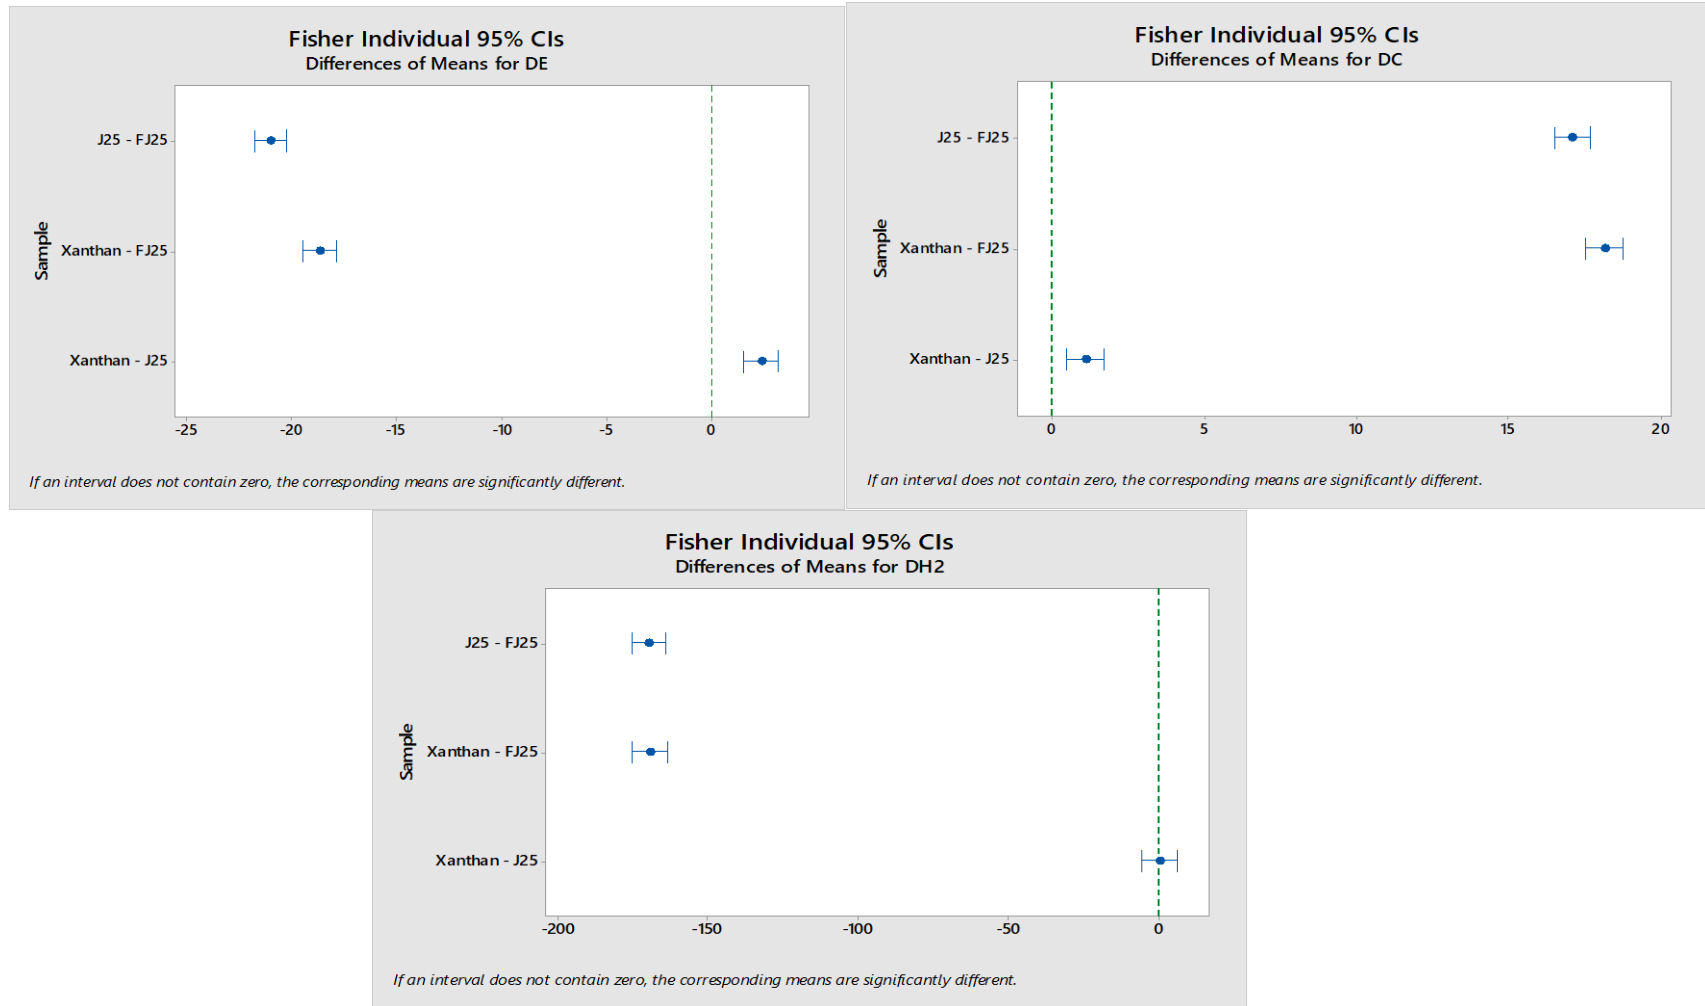 Fisher Individual 95% CIs
Differences of Means for DE
Sample
J25 - FJ25
Xanthan - FJ25
Xanthan - J25
-25 -20 -15 -10 -5 0
If an interval does not contain zero, the corresponding means are significantly different.
Fisher Individual 95% CIs
Differences of Means for DC
Sample
J25 - FJ25
Xanthan - FJ25
Xanthan - J25
0 5 10 15 20
If an interval does not contain zero, the corresponding means are significantly different.
Fisher Individual 95% CIs
Differences of Means for DH2
Sample
J25 - FJ25
Xanthan - FJ25
Xanthan - J25
-200 -150 -100 -50 0
If an interval does not contain zero, the corresponding means are significantly different.